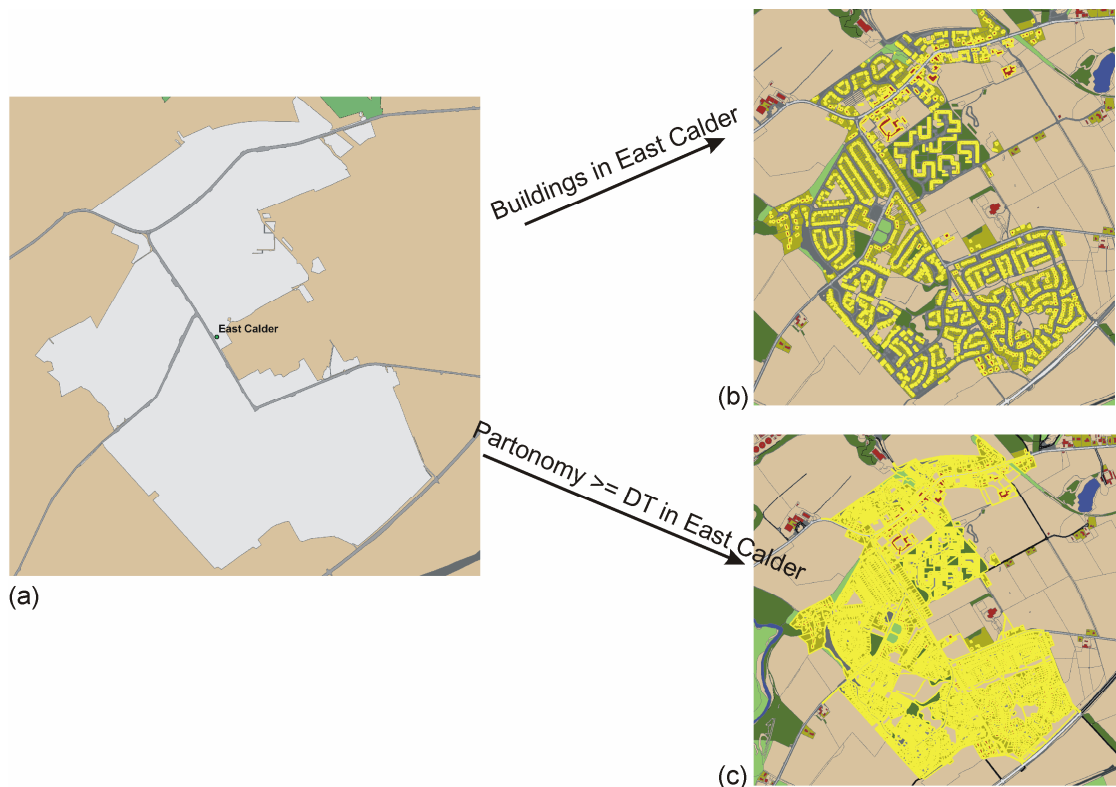 Buildings in East Calder
(b)
East Calder
Partonomy >= DT in East Calder
(a)
(c)